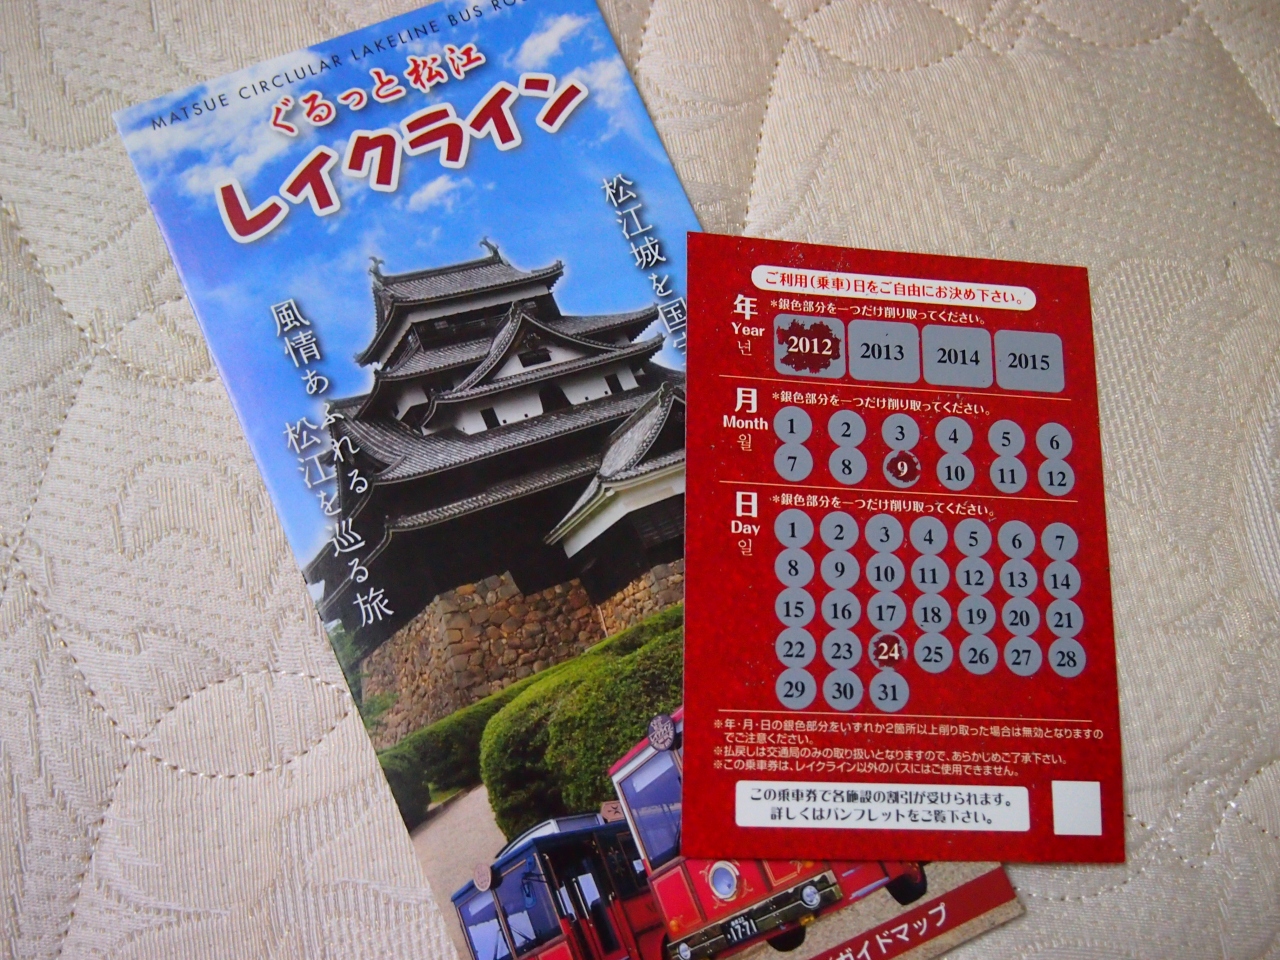 MATSUE CIRCLULAR LAKELINE BUS
ぐるっと松江
レイクライン
松江城を国
風情あふれる
松江を巡る旅
1771
ガイドマップ
ご利用(乗車)日をご自由にお決め下さい。
年 *銀色部分を一つだけ削り取ってください。
Year
년
2012 2013 2014 2015
月 *銀色部分を一つだけ削り取ってください。
Month
월
1 2 3 4 5 6
7 8 9 10 11 12
日 *銀色部分を一つだけ削り取ってください。
Day
일
1 2 3 4 5 6 7
8 9 10 11 12 13 14
15 16 17 18 19 20 21
22 23 24 25 26 27 28
29 30 31
※年・月・日の銀色部分をいずれか2箇所以上削り取った場合は無効となりますの
でご注意ください。
※払戻しは交通局のみの取り扱いとなりますので、あらかじめご了承下さい。
※この乗車券は、レイクライン以外のバスにはご使用できません。
この乗車券で各施設の割引が受けられます。
詳しくはパンフレットをご覧下さい。